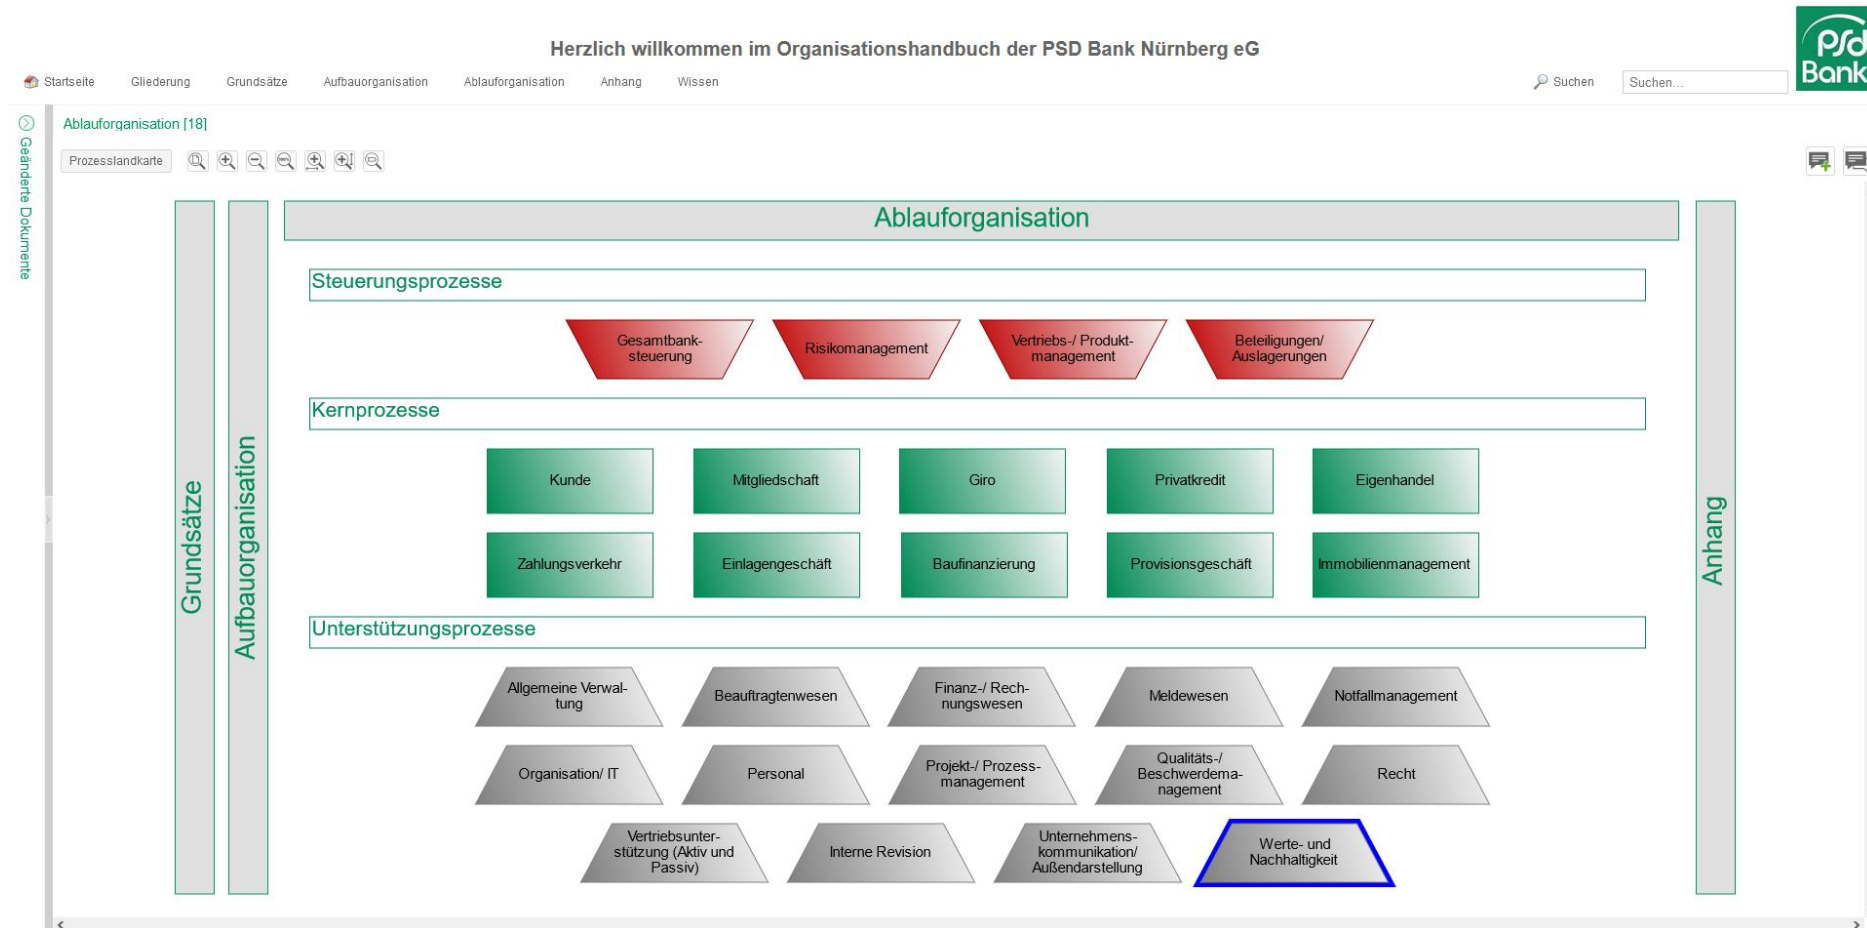 Herzlich willkommen im Organisationshandbuch der PSD Bank Nürnberg eG
PSd
Bank
Startseite Gliederung Grundsätze Aufbauorganisation Ablauforganisation Anhang Wissen Suchen Suchen...
Geänderte Dokumente
Ablauforganisation [18]
Prozesslandkarte
Grundsätze
Aufbauorganisation
Ablauforganisation
Steuerungsprozesse
Gesamtbank-
steuerung
Risikomanagement
Vertriebs-/ Produkt-
management
Beteiligungen/
Auslagerungen
Kernprozesse
Kunde
Mitgliedschaft
Giro
Privatkredit
Eigenhandel
Zahlungsverkehr
Einlagengeschäft
Baufinanzierung
Provisionsgeschäft
Immobilienmanagement
Unterstützungsprozesse
Allgemeine Verwal-
tung
Beauftragtenwesen
Finanz-/ Rech-
nungswesen
Meldewesen
Notfallmanagement
Organisation/ IT
Personal
Projekt-/ Prozess-
management
Qualitäts-/
Beschwerdema-
nagement
Recht
Vertriebsunter-
stützung (Aktiv und
Passiv)
Interne Revision
Unternehmens-
kommunikation/
Außendarstellung
Werte- und
Nachhaltigkeit
Anhang